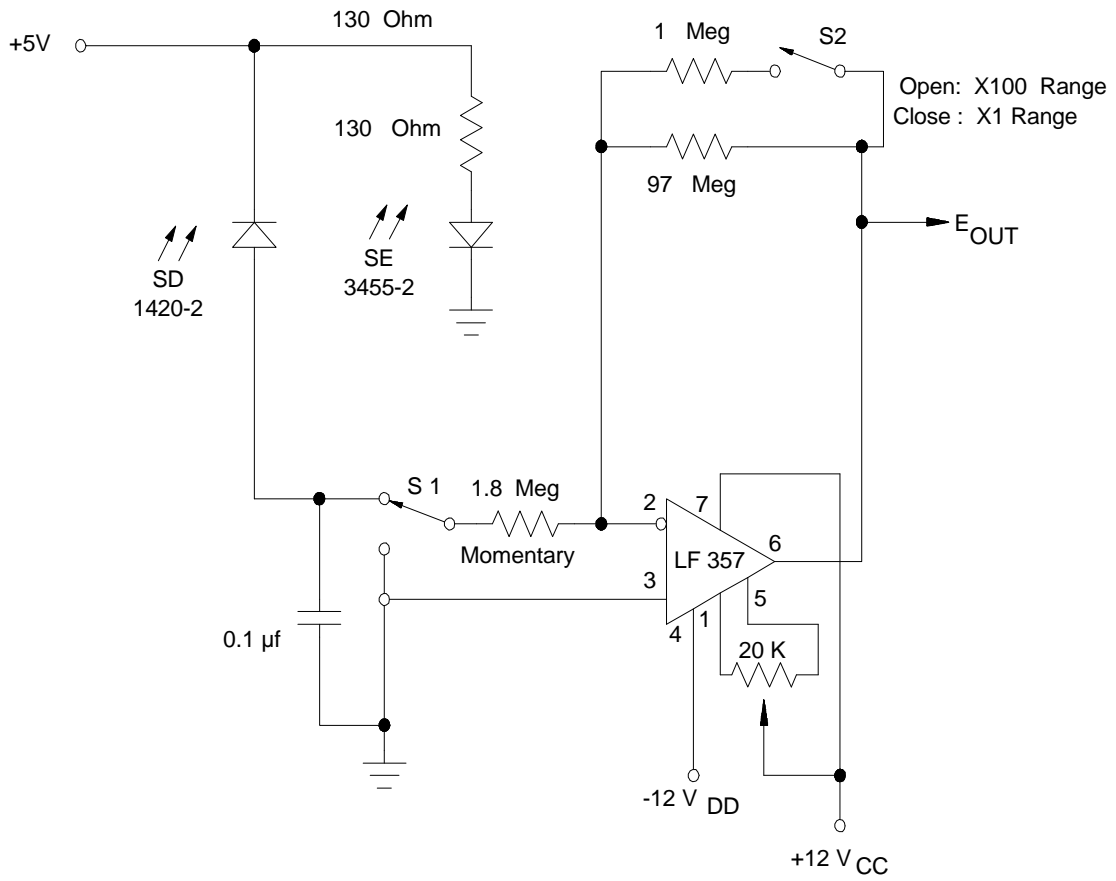 130 Ohm
+5V
1 Meg
S2
Open: X100 Range
Close : X1 Range
130 Ohm
97 Meg
EOUT
SD
1420-2
SE
3455-2
S 1
1.8 Meg
Momentary
2
7
LF 357
6
3
5
4
1
0.1 µf
20 K
-12 V DD
+12 V CC